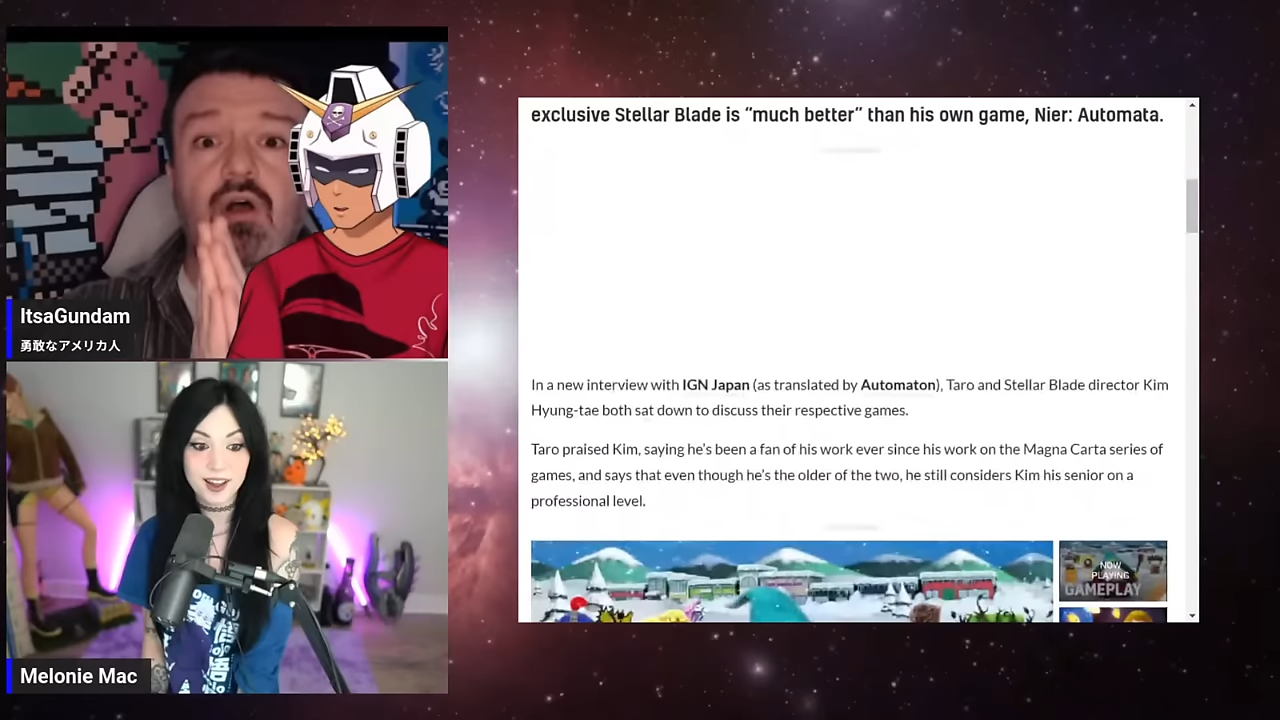 exclusive Stellar Blade is “much better” than his own game, Nier: Automata.
In a new interview with IGN Japan (as translated by Automaton), Taro and Stellar Blade director Kim
Hyung-tae both sat down to discuss their respective games.
Taro praised Kim, saying he’s been a fan of his work ever since his work on the Magna Carta series of
games, and says that even though he’s the older of the two, he still considers Kim his senior on a
professional level.
NOW
PLAYING
GAMEPLAY
ItsaGundam
勇敢なアメリカ人
Melonie Mac